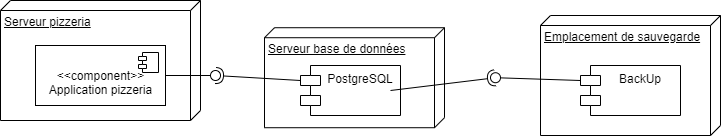 Serveur pizzeria
<<component>>
Application pizzeria
Serveur base de données
PostgreSQL
Emplacement de sauvegarde
BackUp